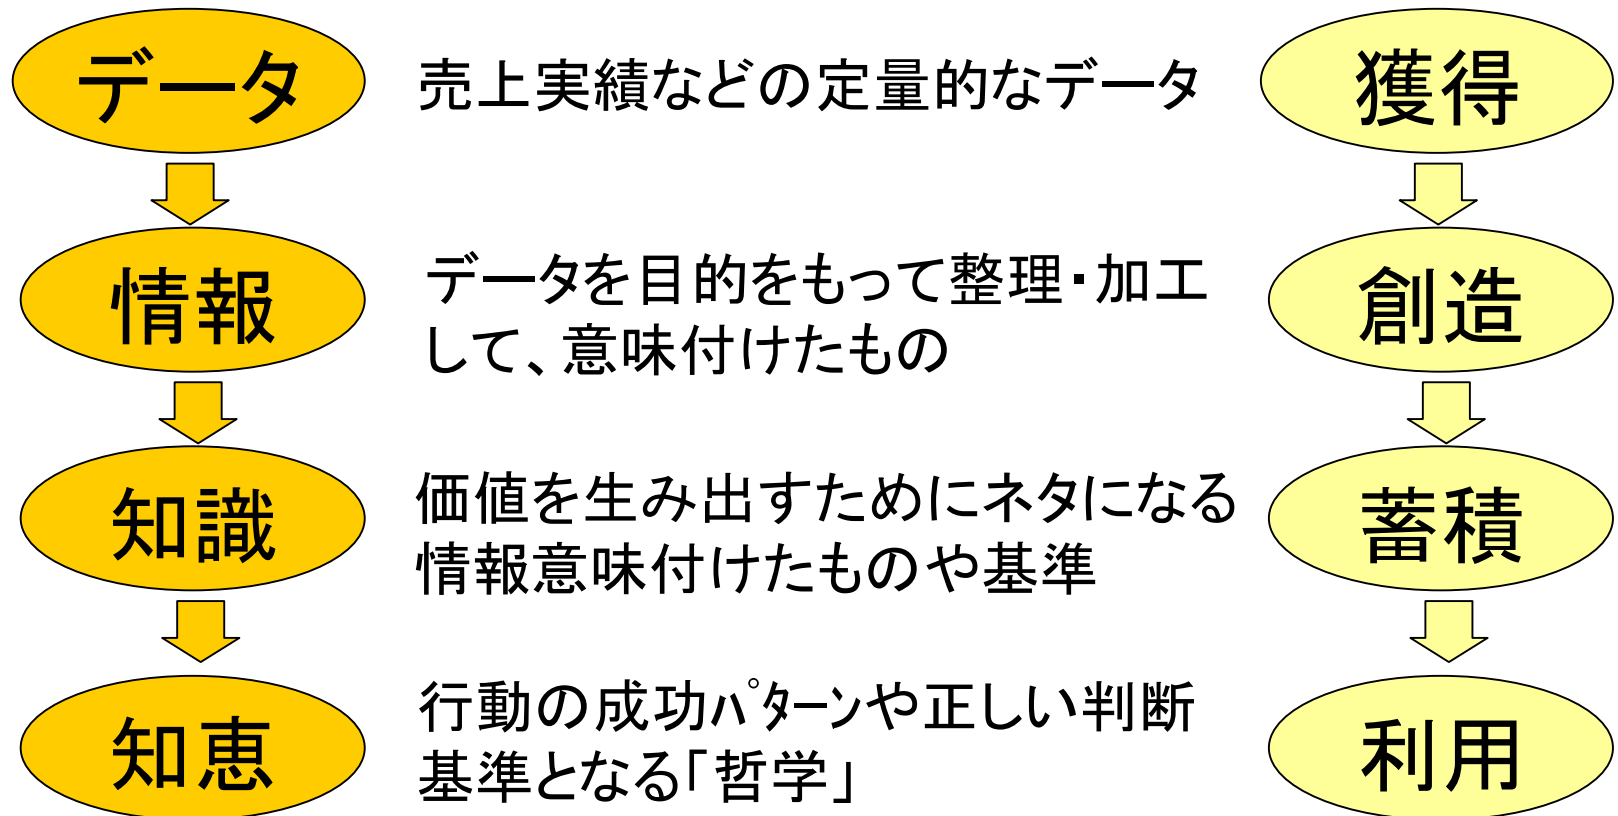 データ
売上実績などの定量的なデータ
獲得
情報
データを目的をもって整理・加工
して、意味付けたもの
創造
知識
価値を生み出すためにネタになる
情報意味付けたものや基準
蓄積
知恵
行動の成功パターンや正しい判断
基準となる「哲学」
利用